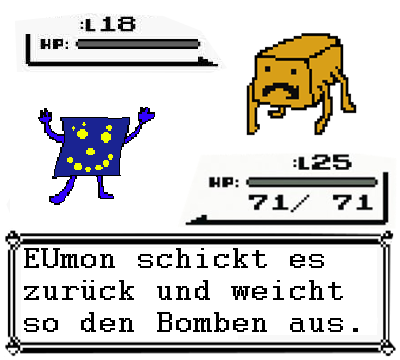 :L18
HP:
:L25
HP:
71/ 71
EUmon schickt es
zurück und weicht
so den Bomben aus.